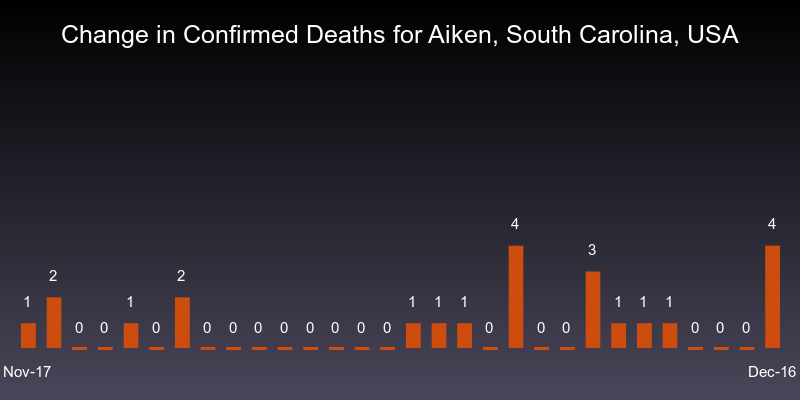 Change in Confirmed Deaths for Aiken, South Carolina, USA
1 2 0 0 1 0 2 0 0 0 0 0 0 0 0 1 1 1 0 4 0 0 3 1 1 1 0 0 0 4
Nov-17 Dec-16